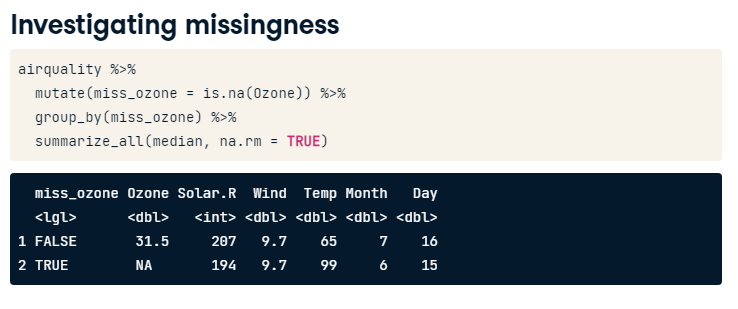 Investigating missingness
airquality %>%
  mutate(miss_ozone = is.na(Ozone)) %>%
  group_by(miss_ozone) %>%
  summarize_all(median, na.rm = TRUE)
  miss_ozone Ozone Solar.R  Wind  Temp Month   Day
  <lgl>      <dbl>   <int> <dbl> <dbl> <dbl> <dbl>
1 FALSE       31.5     207   9.7    65     7    16
2 TRUE        NA       194   9.7    99     6    15